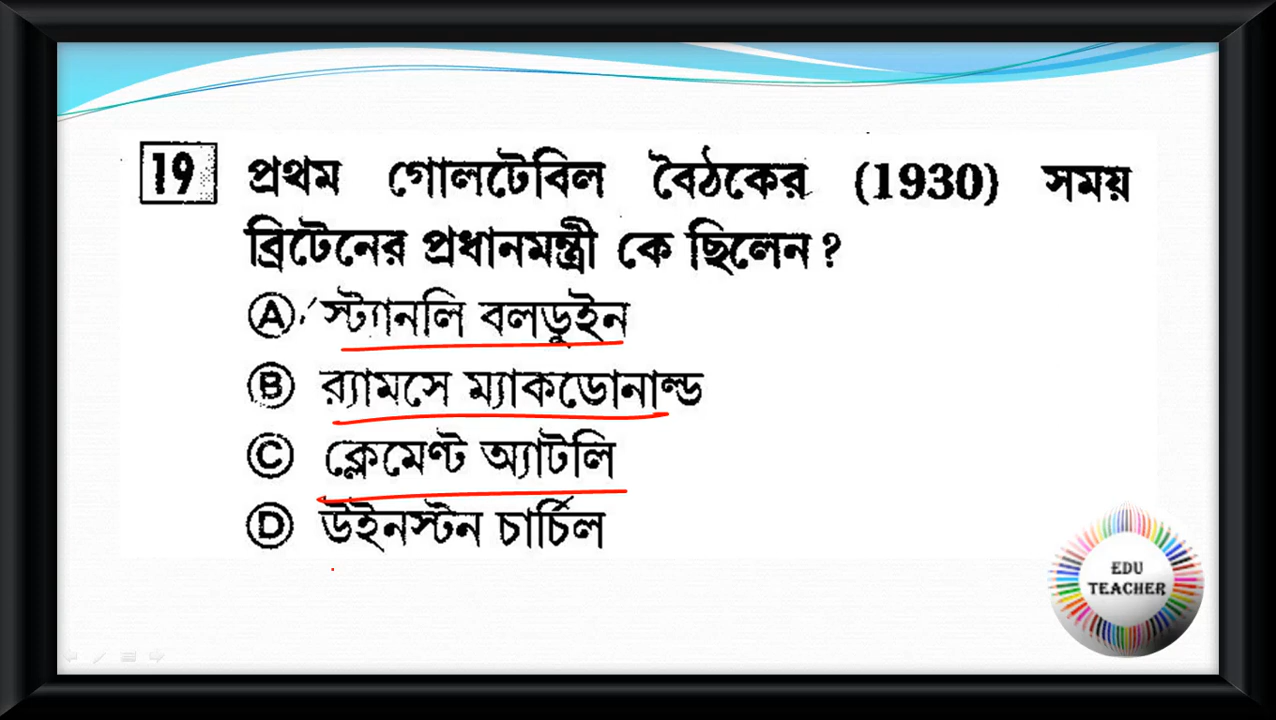 19 প্রথম গোলটেবিল বৈঠকের (1930) সময়
ব্রিটেনের প্রধানমন্ত্রী কে ছিলেন ?
A স্ট্যানলি বলডুইন
B র‍্যামসে ম্যাকডোনাল্ড
C ক্লেমেণ্ট অ্যাটলি
D উইনস্টন চার্চিল
EDU
TEACHER